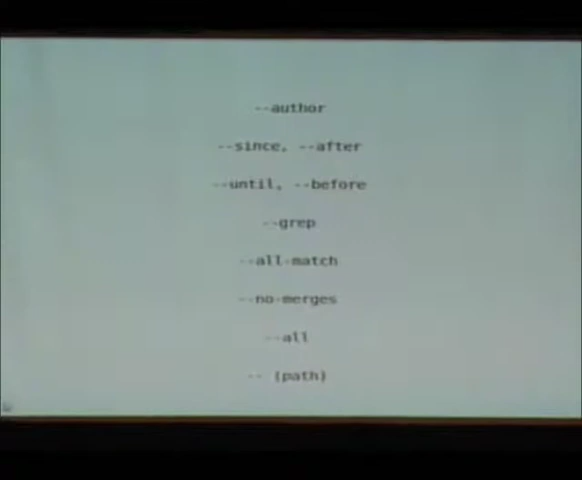 --author
--since, --after
--until, --before
--grep
--all-match
--no-merges
--all
-- (path)